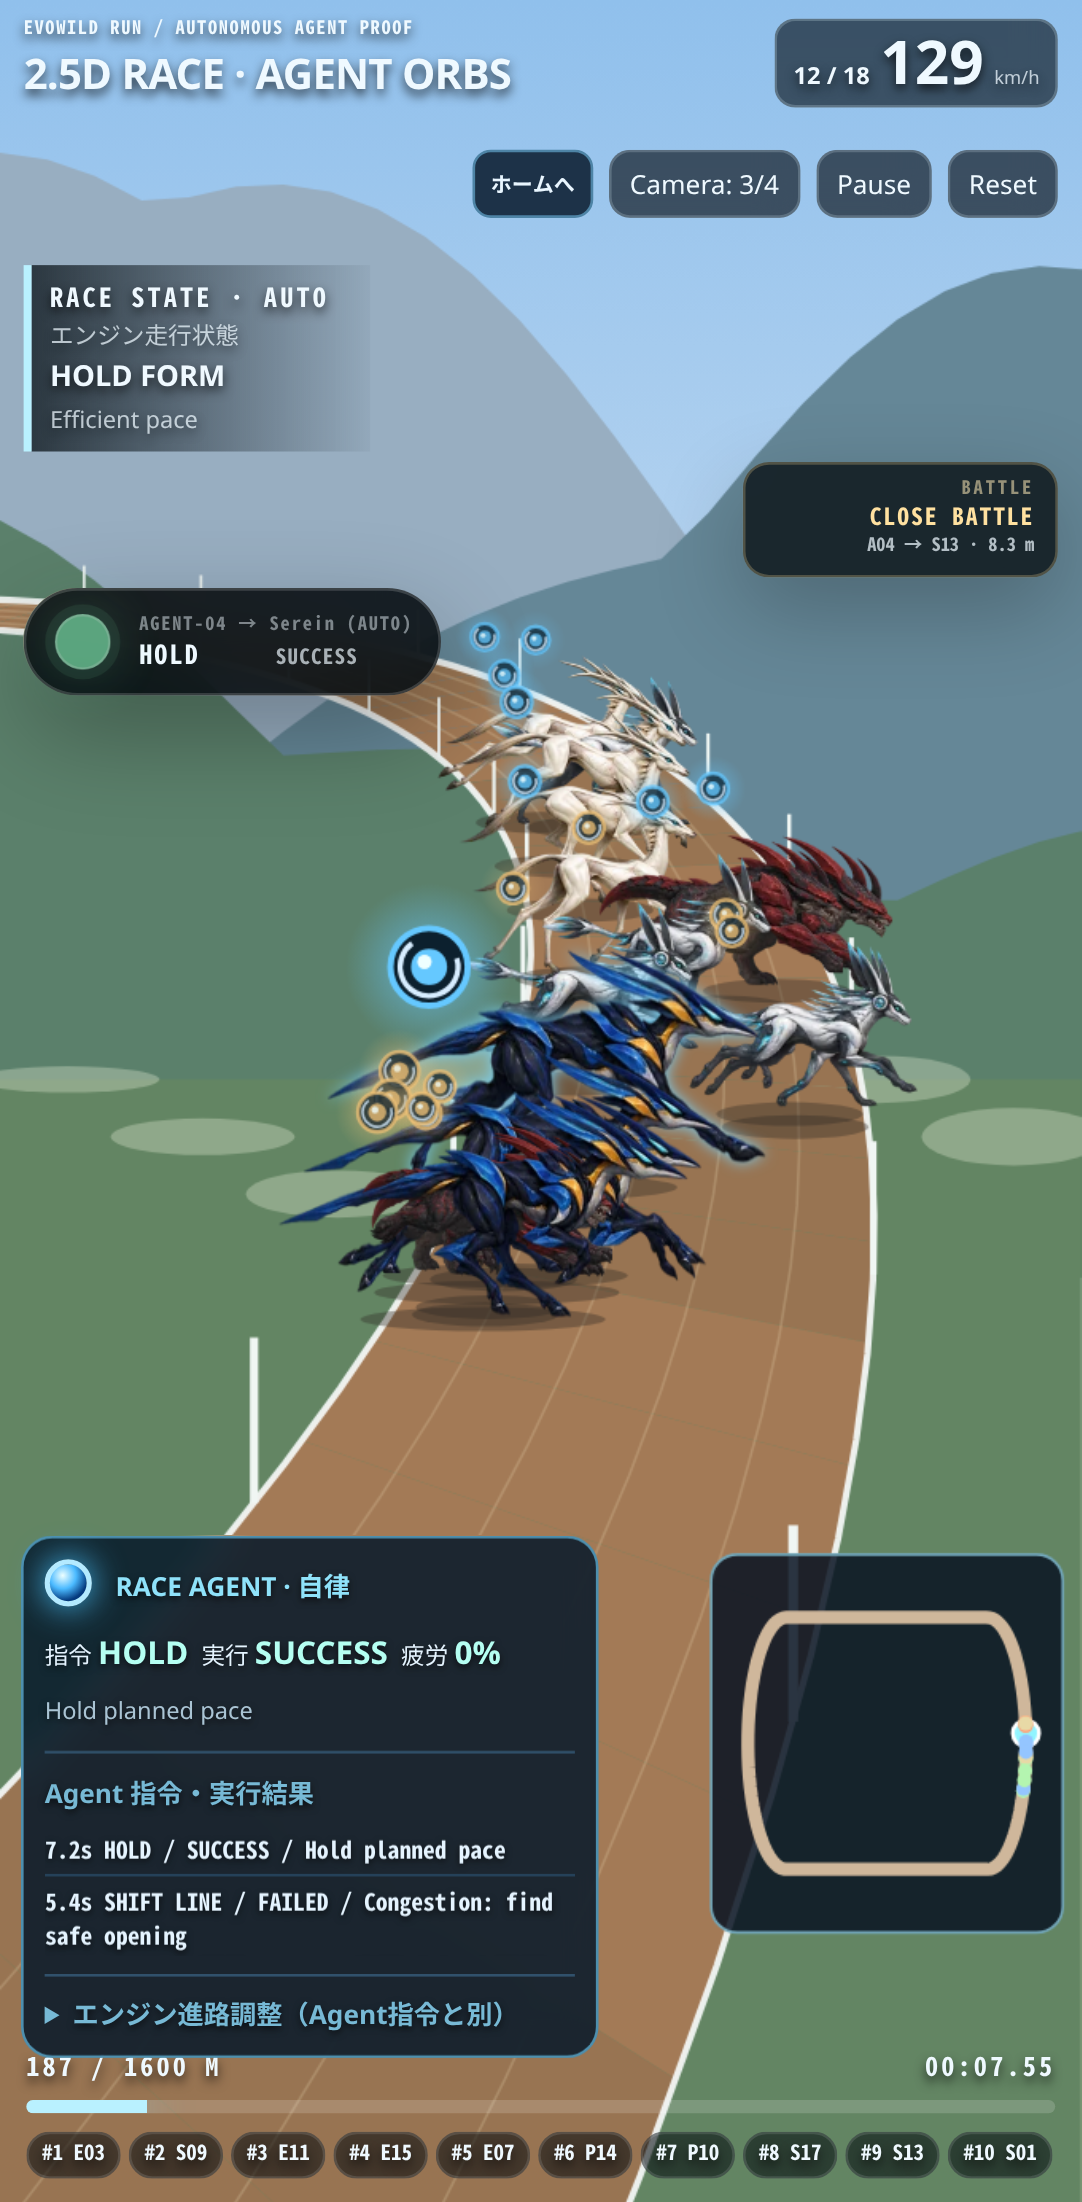 EVOWILD RUN / AUTONOMOUS AGENT PROOF
2.5D RACE · AGENT ORBS
12 / 18 129 km/h
ホームへ
Camera: 3/4
Pause
Reset
RACE STATE · AUTO
エンジン走行状態
HOLD FORM
Efficient pace
BATTLE
CLOSE BATTLE
A04 → S13 · 8.3 m
AGENT-04 → Serein (AUTO)
HOLD SUCCESS
RACE AGENT · 自律
指令 HOLD 実行 SUCCESS 疲労 0%
Hold planned pace
Agent 指令・実行結果
7.2s HOLD / SUCCESS / Hold planned pace
5.4s SHIFT LINE / FAILED / Congestion: find
safe opening
▶ エンジン進路調整（Agent指令と別）
187 / 1600 M
00:07.55
#1 E03
#2 S09
#3 E11
#4 E15
#5 E07
#6 P14
#7 P10
#8 S17
#9 S13
#10 S01